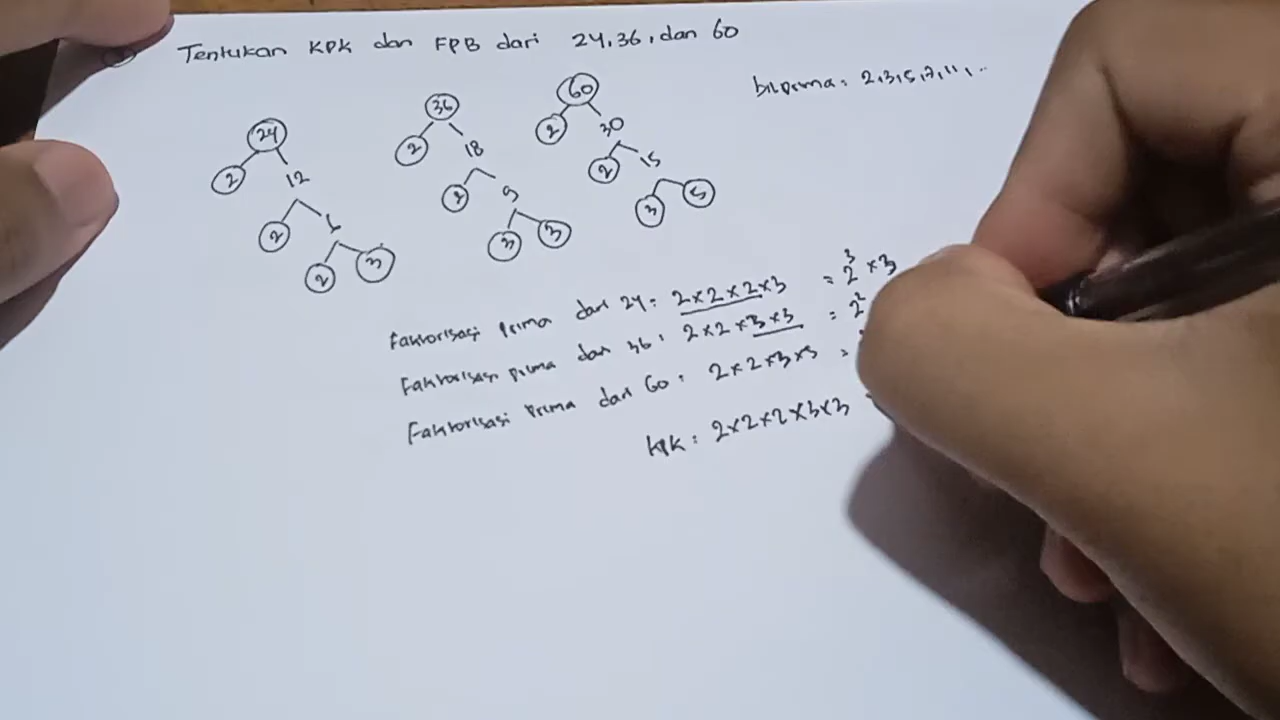 Tentukan KPK dan FPB dari 24, 36, dan 60
bil prima: 2,3,5,7,11,..
24
2 12
2 6
2 3
36
2 18
2 9
3 3
60
2 30
2 15
3 5
Faktorisasi prima dari 24: 2×2×2×3 = 2³ ×3
Faktorisasi prima dari 36: 2×2×3×3 = 2²
Faktorisasi prima dari 60: 2×2×3×5 =
KPK: 2×2×2×3×3